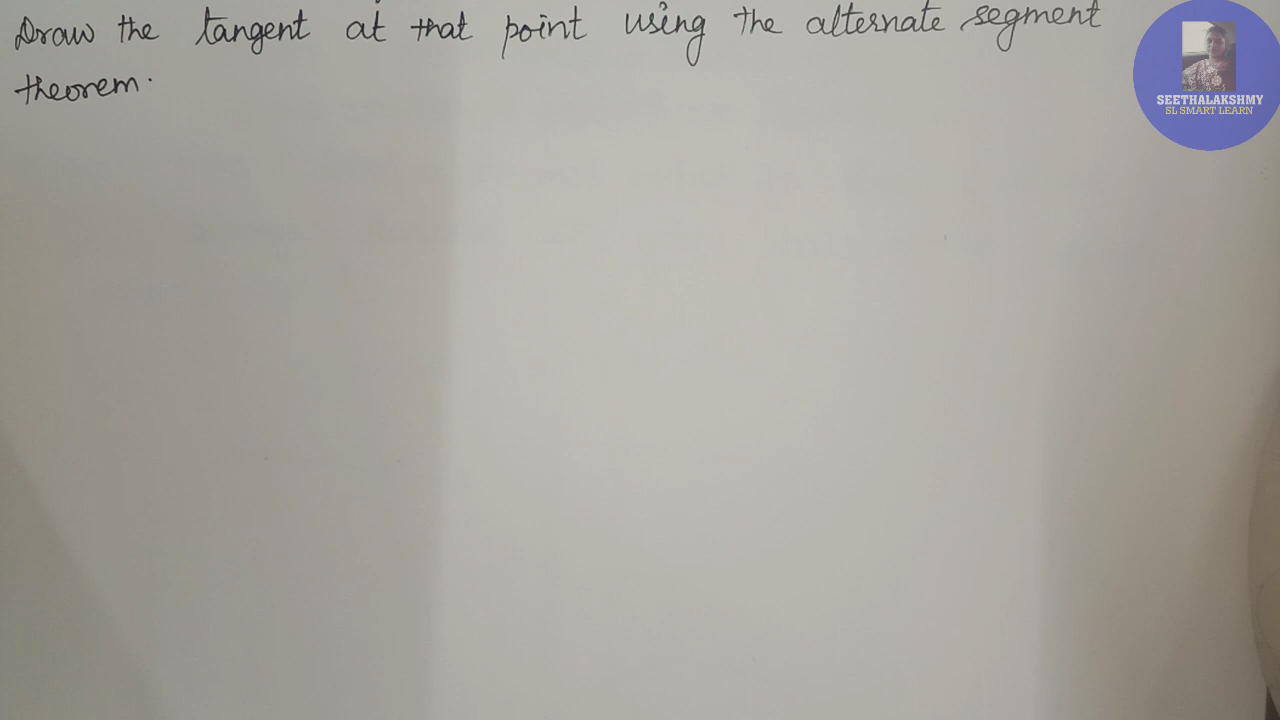 Draw the tangent at that point using the alternate segment
theorem.
SEETHALAKSHMY
SL SMART LEARN